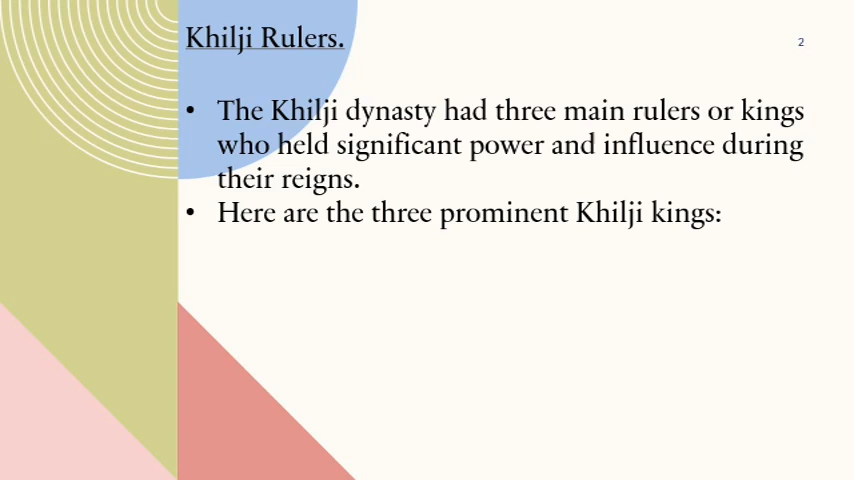 Khilji Rulers.
2
• The Khilji dynasty had three main rulers or kings
who held significant power and influence during
their reigns.
• Here are the three prominent Khilji kings: